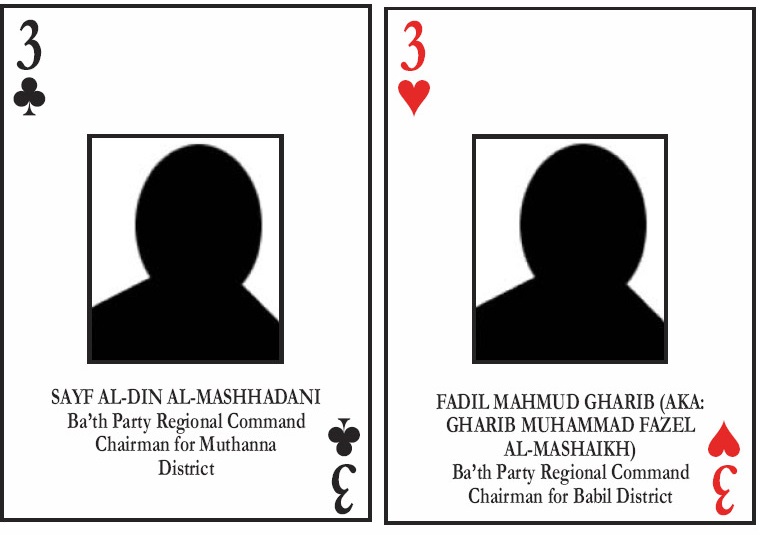 3
SAYF AL-DIN AL-MASHHADANI
Ba'th Party Regional Command
Chairman for Muthanna
District
3
3
FADIL MAHMUD GHARIB (AKA:
GHARIB MUHAMMAD FAZEL
AL-MASHAIKH)
Ba'th Party Regional Command
Chairman for Babil District
3